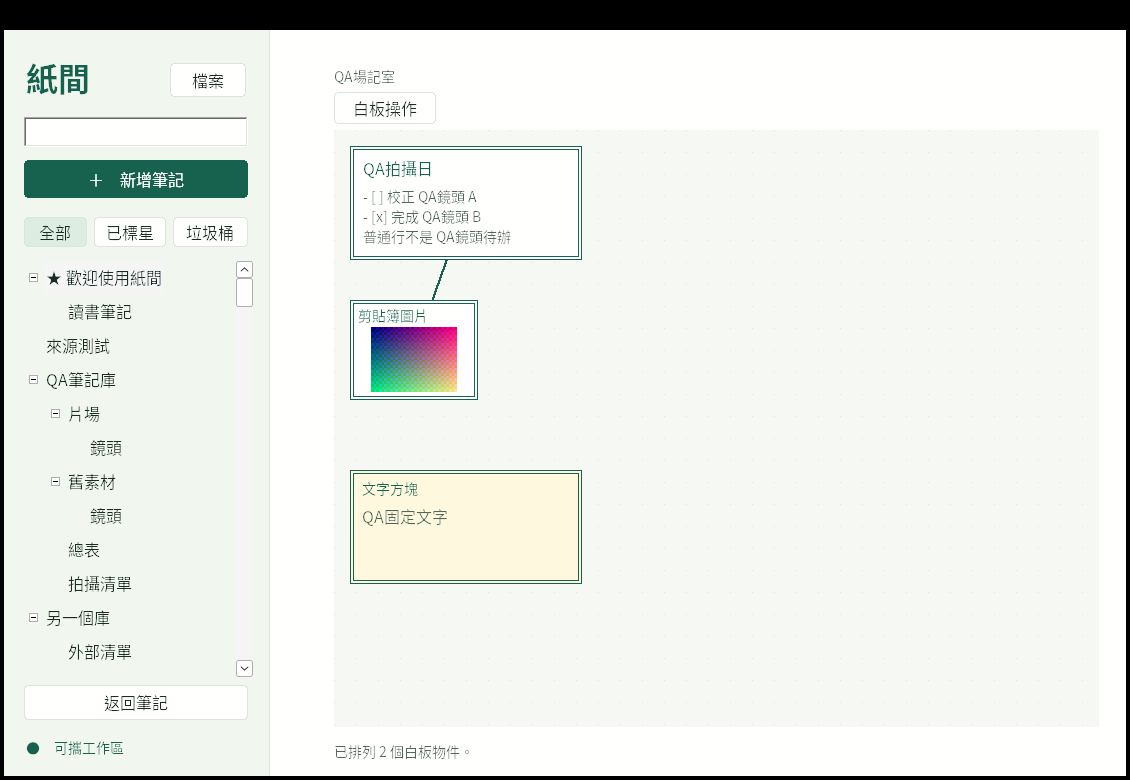 紙間
檔案
＋ 新增筆記
全部 已標星 垃圾桶
★ 歡迎使用紙間
讀書筆記
來源測試
QA筆記庫
片場
鏡頭
舊素材
鏡頭
總表
拍攝清單
另一個庫
外部清單
返回筆記
可攜工作區
QA場記室
白板操作
QA拍攝日
- [ ] 校正 QA鏡頭 A
- [x] 完成 QA鏡頭 B
普通行不是 QA鏡頭待辦
剪貼簿圖片
文字方塊
QA固定文字
已排列 2 個白板物件。